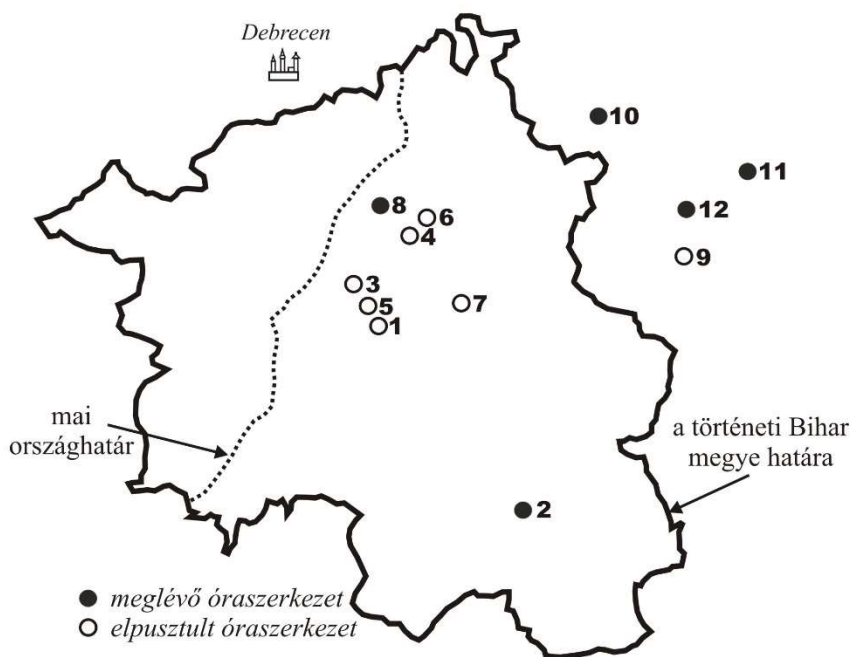 Debrecen
10
11
8
6
12
4
9
3
5
7
1
mai
országhatár
a történeti Bihar
megye határa
2
meglévő óraszerkezet
elpusztult óraszerkezet